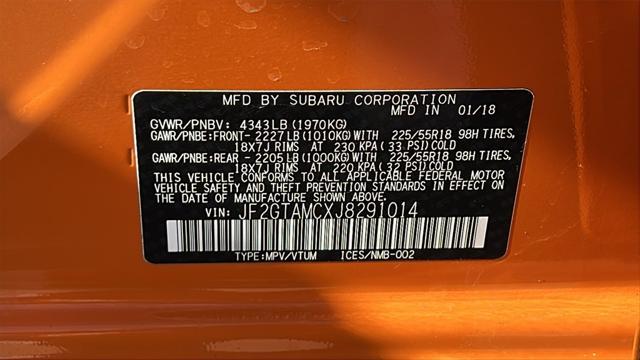 MFD BY SUBARU CORPORATION 01/18
GVWR/PNBV: 4343LB (1970KG)
GAWR/PNBE:FRONT- 2227LB (1010KG)WITH 225/55R18 98H TIRES,
18X7J RIMS AT 230 KPA ( 33 PSI)COLD
GAWR/PNBE:REAR - 2205LB (1000KG)WITH 225/55R18 98H TIRES,
18X7J RIMS AT 220 KPA ( 32 PSI)COLD
THIS VEHICLE CONFORMS TO ALL APPLICABLE FEDERAL MOTOR
VEHICLE SAFETY AND THEFT PREVENTION STANDARDS IN EFFECT
ON THE DATE OF MANUFACTURE SHOWN ABOVE.
VIN: JF2GTAMCXJ8291014
TYPE:MPV/VTUM ICES/NMB-002